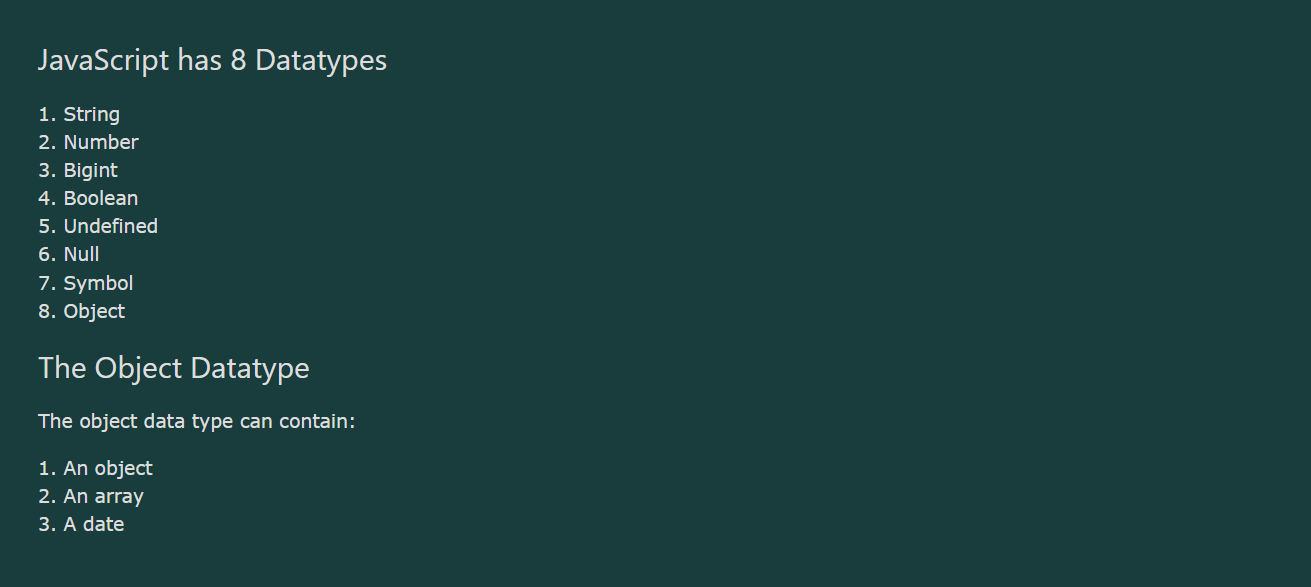 JavaScript has 8 Datatypes
1. String
2. Number
3. Bigint
4. Boolean
5. Undefined
6. Null
7. Symbol
8. Object
The Object Datatype
The object data type can contain:
1. An object
2. An array
3. A date